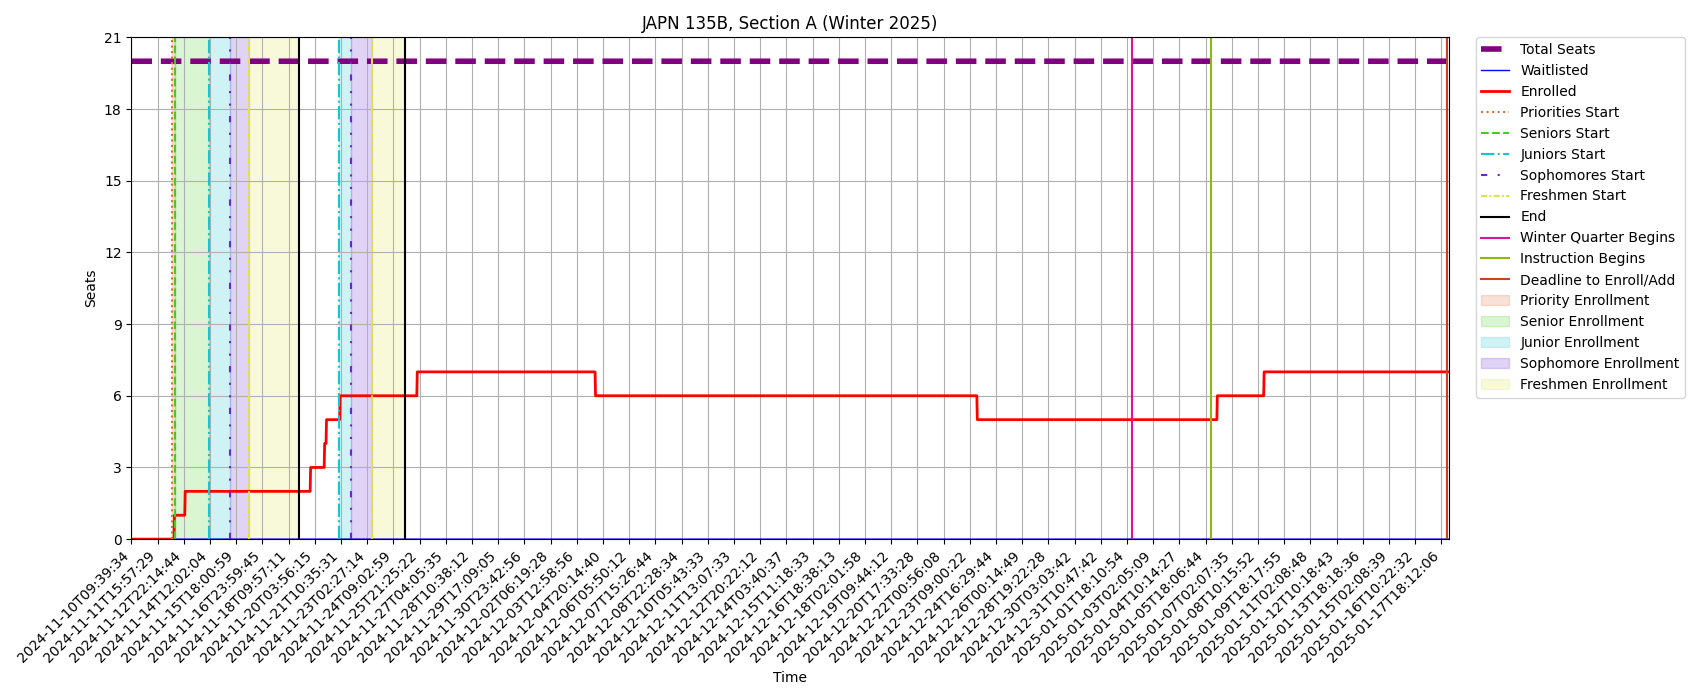 JAPN 135B, Section A (Winter 2025)
21
18
15
12
9
6
3
0
Seats
2024-11-10T09:39:34
2024-11-11T15:57:29
2024-11-12T22:14:44
2024-11-14T12:02:04
2024-11-15T18:00:59
2024-11-16T23:59:45
2024-11-18T09:57:11
2024-11-20T03:56:15
2024-11-21T10:35:31
2024-11-23T02:27:14
2024-11-24T09:02:59
2024-11-25T21:25:22
2024-11-27T04:05:35
2024-11-28T10:38:12
2024-11-29T17:09:05
2024-11-30T23:42:56
2024-12-02T06:19:28
2024-12-03T12:58:56
2024-12-04T20:14:40
2024-12-06T05:50:12
2024-12-07T15:26:44
2024-12-08T22:28:34
2024-12-10T05:43:33
2024-12-11T13:07:33
2024-12-12T20:22:12
2024-12-14T03:40:37
2024-12-15T11:18:33
2024-12-16T18:38:13
2024-12-18T02:01:58
2024-12-19T09:44:12
2024-12-20T17:33:28
2024-12-22T00:56:08
2024-12-23T09:00:22
2024-12-24T16:29:44
2024-12-26T00:14:49
2024-12-28T19:22:28
2024-12-30T03:03:42
2024-12-31T10:47:42
2025-01-01T18:10:54
2025-01-03T02:05:09
2025-01-04T10:14:27
2025-01-05T18:06:44
2025-01-07T02:07:35
2025-01-08T10:15:52
2025-01-09T18:17:55
2025-01-11T02:08:48
2025-01-12T10:18:43
2025-01-13T18:18:36
2025-01-15T02:08:39
2025-01-16T10:22:32
2025-01-17T18:12:06
Time
Total Seats
Waitlisted
Enrolled
Priorities Start
Seniors Start
Juniors Start
Sophomores Start
Freshmen Start
End
Winter Quarter Begins
Instruction Begins
Deadline to Enroll/Add
Priority Enrollment
Senior Enrollment
Junior Enrollment
Sophomore Enrollment
Freshmen Enrollment